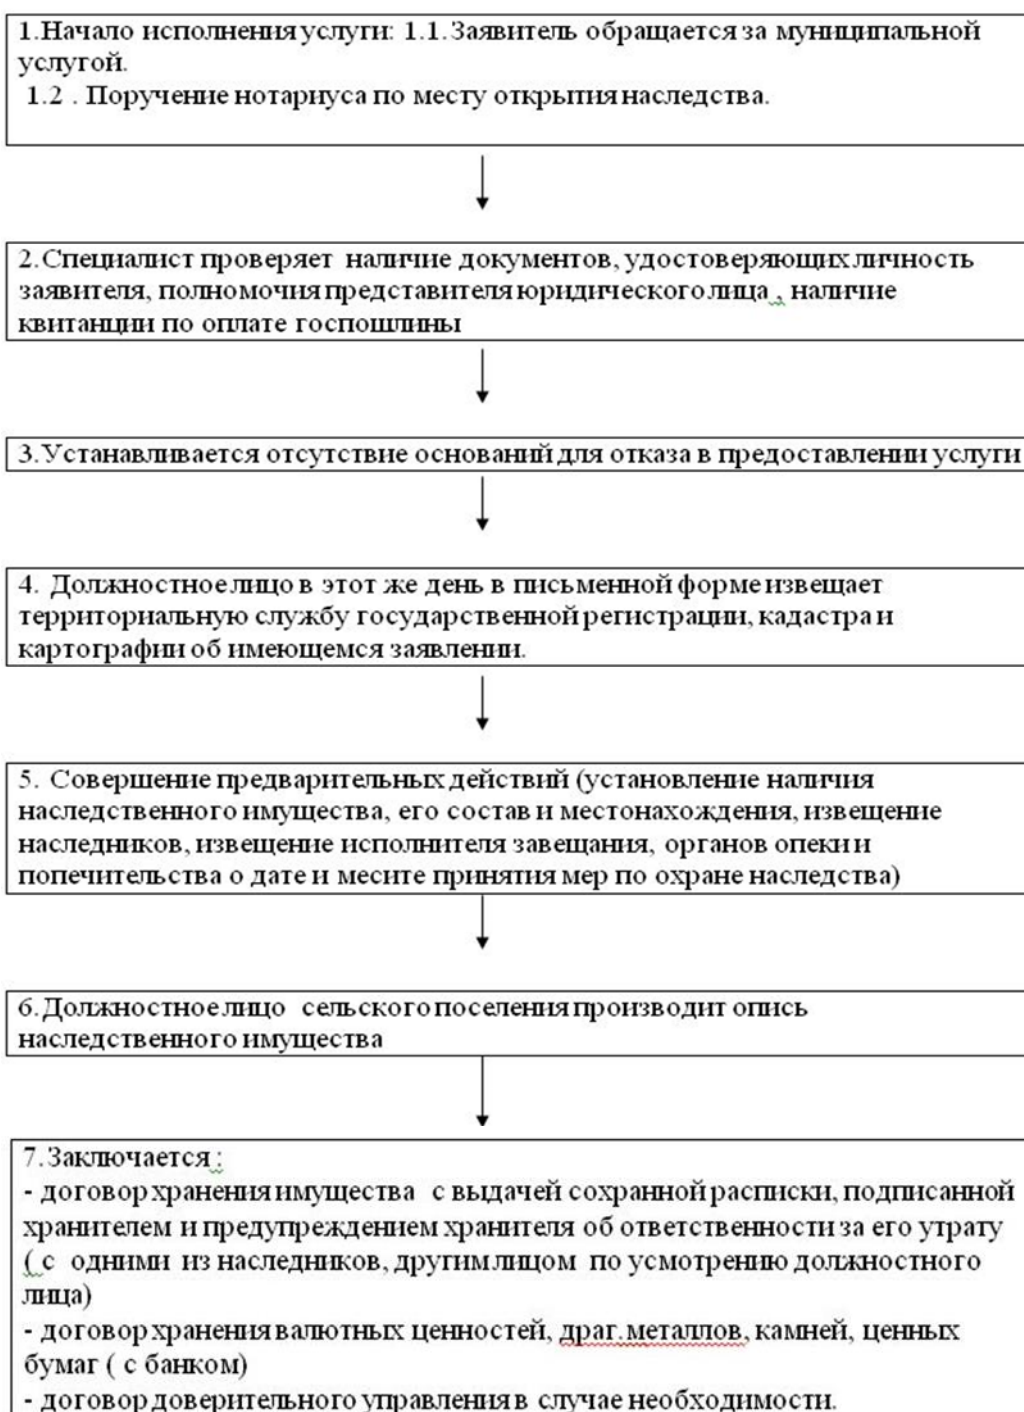 1.Начало исполнения услуги: 1.1.Заявитель обращается за муниципальной
услугой.
1.2 . Поручение нотариуса по месту открытия наследства.
2.Специалист проверяет наличие документов, удостоверяющих личность
заявителя, полномочия представителя юридического лица , наличие
квитанции по оплате госпошлины
3.Устанавливается отсутствие оснований для отказа в предоставлении услуги
4. Должностное лицо в этот же день в письменной форме извещает
территориальную службу государственной регистрации, кадастра и
картографии об имеющемся заявлении.
5. Совершение предварительных действий (установление наличия
наследственного имущества, его состав и местонахождения, извещение
наследников, извещение исполнителя завещания, органов опеки и
попечительства о дате и месите принятия мер по охране наследства)
6.Должностное лицо сельского поселения производит опись
наследственного имущества
7.Заключается :
- договор хранения имущества с выдачей сохранной расписки, подписанной
хранителем и предупреждением хранителя об ответственности за его утрату
( с одними из наследников, другим лицом по усмотрению должностного
лица)
- договор хранения валютных ценностей, драг.металлов, камней, ценных
бумаг ( с банком)
- договор доверительного управления в случае необходимости.